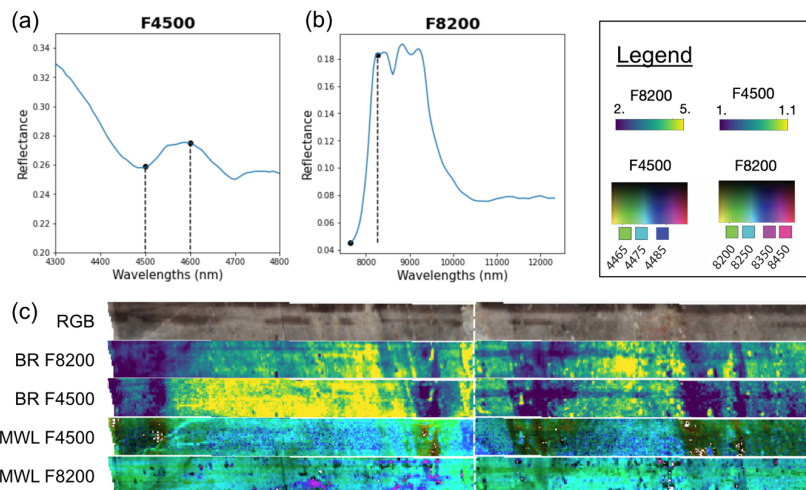 (a)
F4500
0.34
0.32
0.30
0.28
0.26
0.24
0.22
0.20
Reflectance
4300 4400 4500 4600 4700 4800
Wavelengths (nm)
(b)
F8200
0.18
0.16
0.14
0.12
0.10
0.08
0.06
0.04
Reflectance
8000 9000 10000 11000 12000
Wavelengths (nm)
Legend
F8200 F4500
2. 5. 1. 1.1
F4500 F8200
4465 4475 4485 8200 8250 8350 8450
(c)
RGB
BR F8200
BR F4500
MWL F4500
MWL F8200